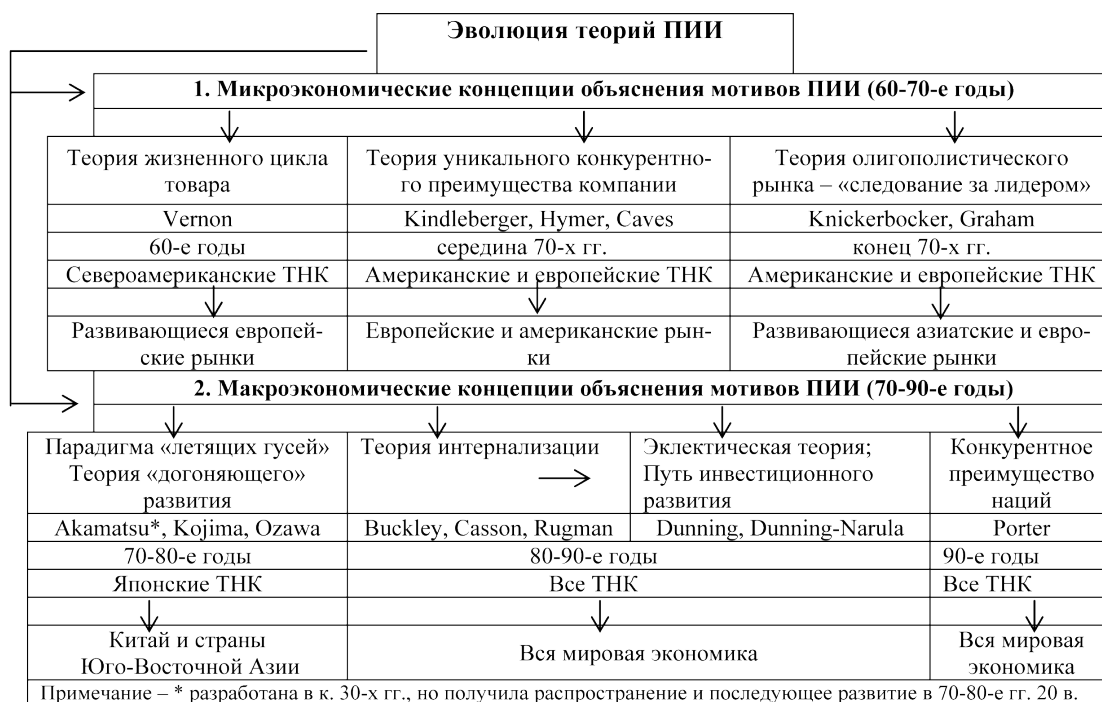 Эволюция теорий ПИИ
1. Микроэкономические концепции объяснения мотивов ПИИ (60-70-е годы)
Теория жизненного цикла
товара
Теория уникального конкурентно-
го преимущества компании
Теория олигополистического
рынка – «следование за лидером»
Vernon
Kindleberger, Hymer, Caves
Knickerbocker, Graham
60-е годы
середина 70-х гг.
конец 70-х гг.
Североамериканские ТНК
Американские и европейские ТНК
Американские и европейские ТНК
Развивающиеся европей-
ские рынки
Европейские и американские рын-
ки
Развивающиеся азиатские и евро-
пейские рынки
2. Макроэкономические концепции объяснения мотивов ПИИ (70-90-е годы)
Парадигма «летящих гусей»
Теория «догоняющего»
развития
Теория интернализации
Эклектическая теория;
Путь инвестиционного
развития
Конкурентное
преимущество
наций
Akamatsu*, Kojima, Ozawa
Buckley, Casson, Rugman
Dunning, Dunning-Narula
Porter
70-80-е годы
80-90-е годы
90-е годы
Японские ТНК
Все ТНК
Все ТНК
Китай и страны
Юго-Восточной Азии
Вся мировая экономика
Вся мировая
экономика
Примечание – * разработана в к. 30-х гг., но получила распространение и последующее развитие в 70-80-е гг. 20 в.